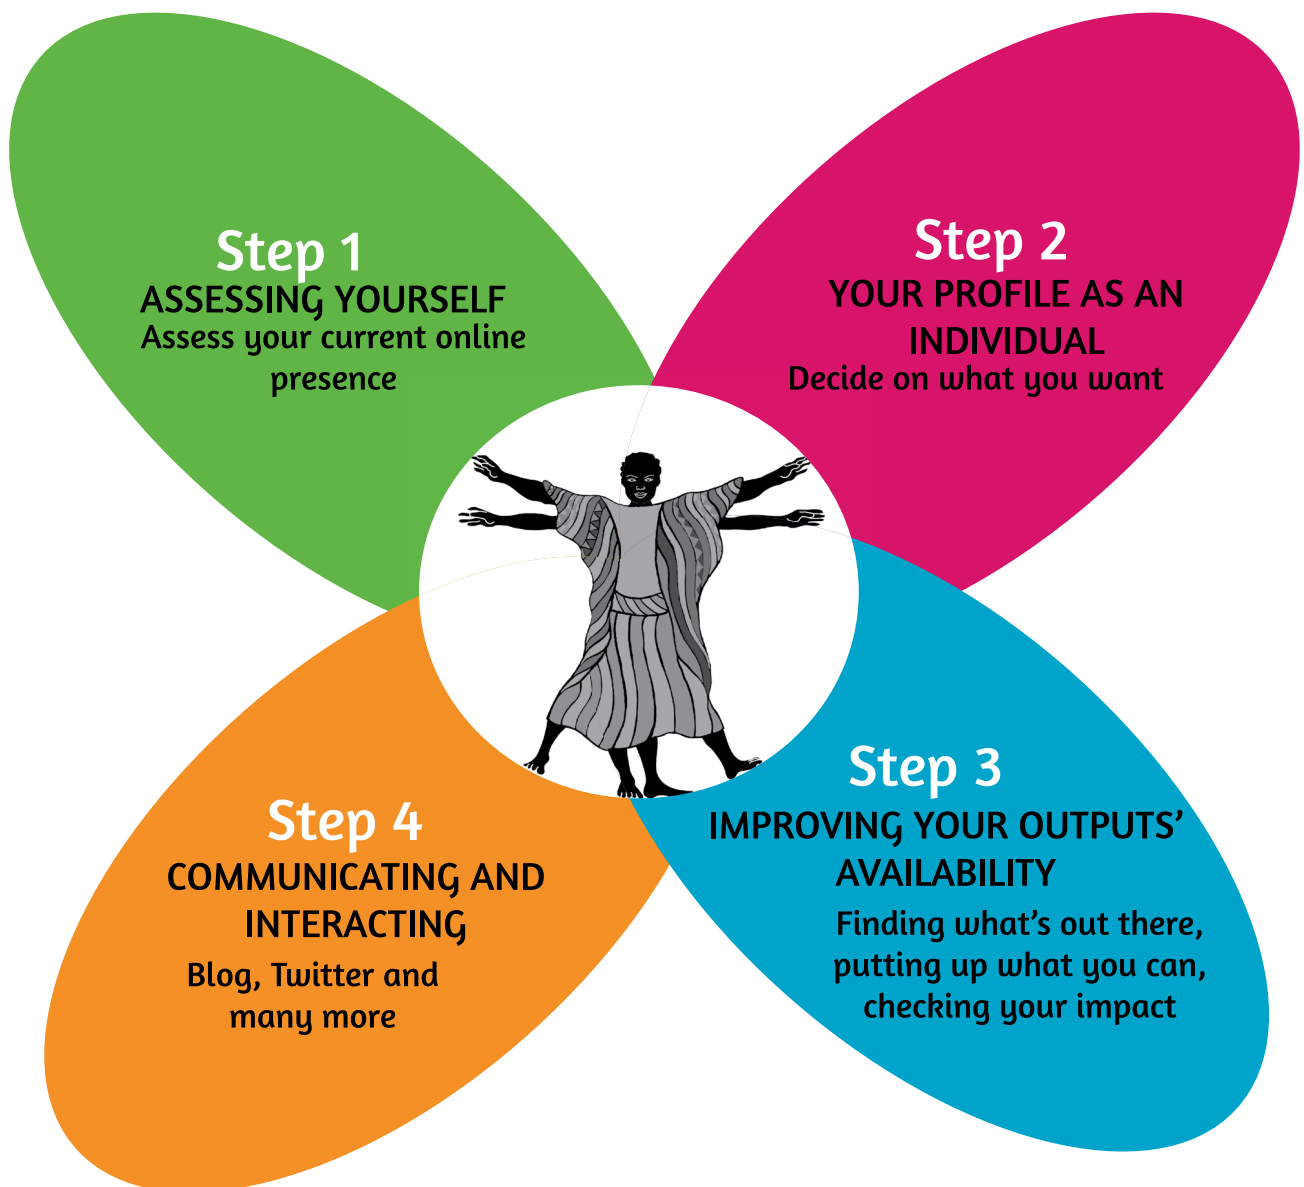 Step 1
ASSESSING YOURSELF
Assess your current online
presence
Step 2
YOUR PROFILE AS AN
INDIVIDUAL
Decide on what you want
Step 3
IMPROVING YOUR OUTPUTS’
AVAILABILITY
Finding what’s out there,
putting up what you can,
checking your impact
Step 4
COMMUNICATING AND
INTERACTING
Blog, Twitter and
many more